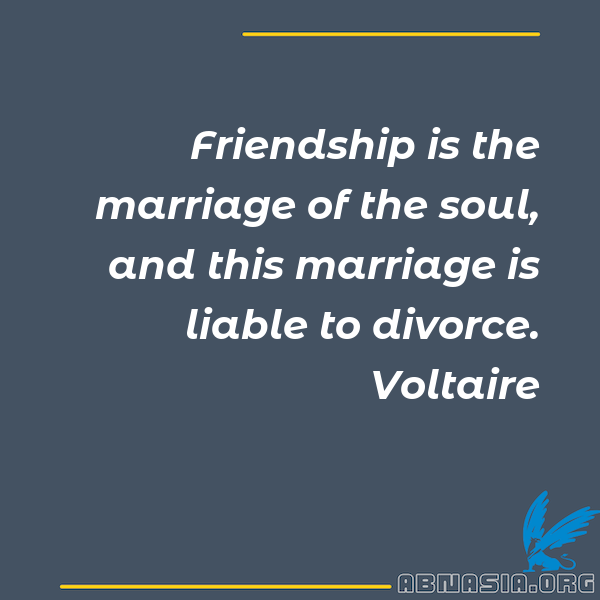 Friendship is the
marriage of the soul,
and this marriage is
liable to divorce.
Voltaire
ABNASIA.ORG